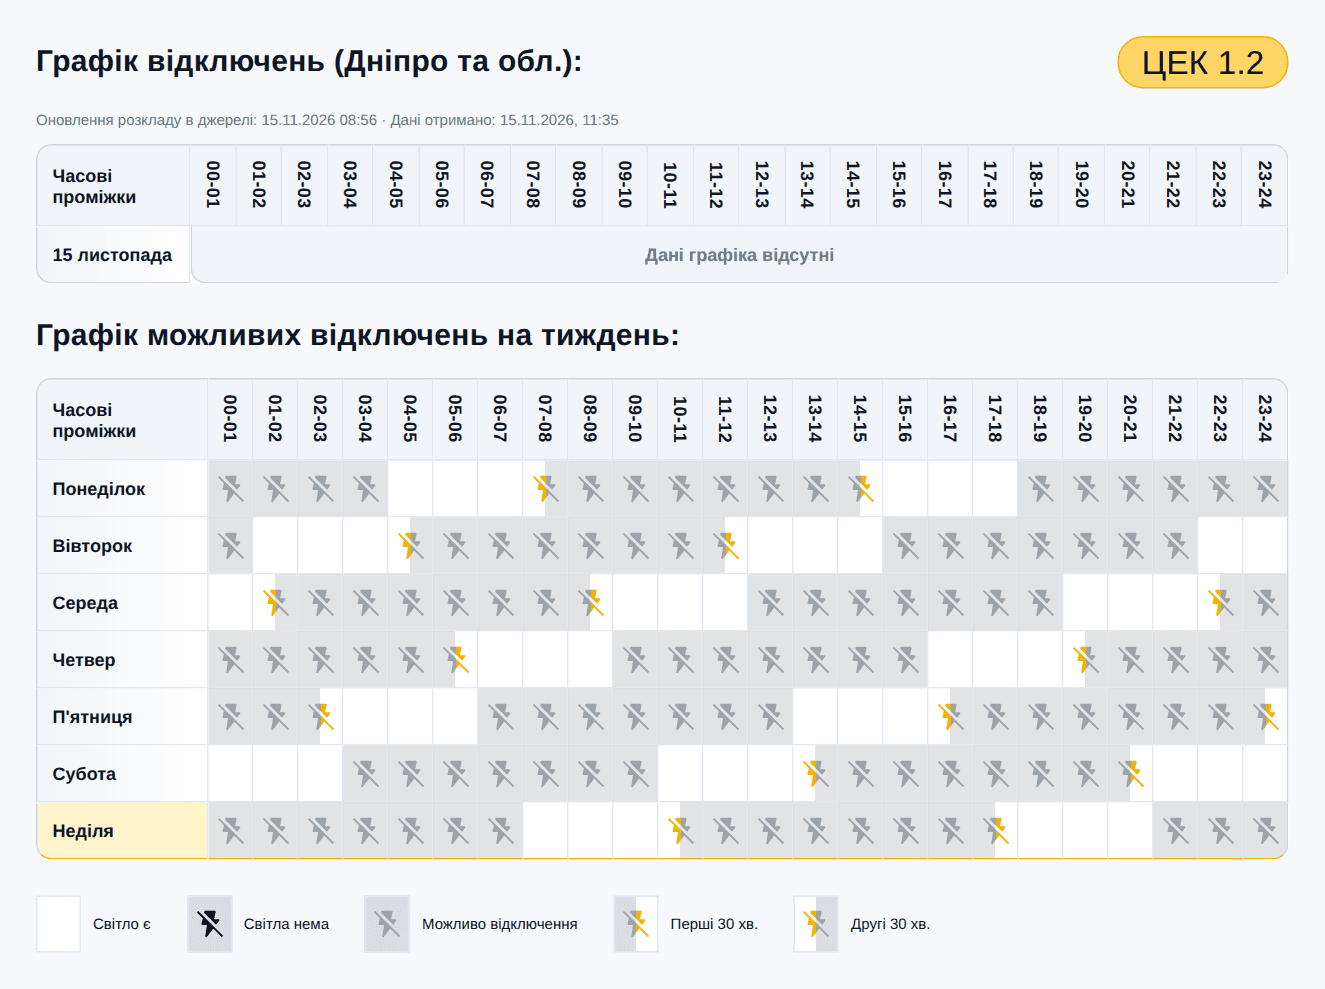 Графік відключень (Дніпро та обл.):
ЦЕК 1.2
Оновлення розкладу в джерелі: 15.11.2026 08:56 · Дані отримано: 15.11.2026, 11:35
Часові проміжки 00-01 01-02 02-03 03-04 04-05 05-06 06-07 07-08 08-09 09-10 10-11 11-12 12-13 13-14 14-15 15-16 16-17 17-18 18-19 19-20 20-21 21-22 22-23 23-24
15 листопада Дані графіка відсутні
Графік можливих відключень на тиждень:
Часові проміжки 00-01 01-02 02-03 03-04 04-05 05-06 06-07 07-08 08-09 09-10 10-11 11-12 12-13 13-14 14-15 15-16 16-17 17-18 18-19 19-20 20-21 21-22 22-23 23-24
Понеділок
Вівторок
Середа
Четвер
П'ятниця
Субота
Неділя
Світло є Світла нема Можливо відключення Перші 30 хв. Другі 30 хв.